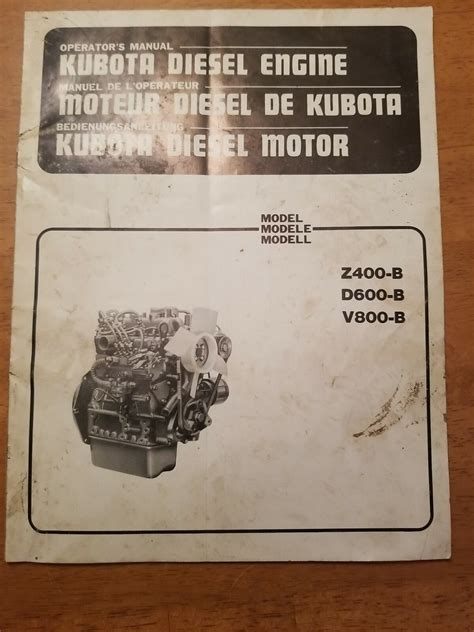 OPERATOR'S MANUAL
KUBOTA DIESEL ENGINE
MANUEL DE L'OPERATEUR
MOTEUR DIESEL DE KUBOTA
BEDIENUNGSANLEITUNG
KUBOTA DIESEL MOTOR
MODEL
MODELE
MODELL
Z400-B
D600-B
V800-B